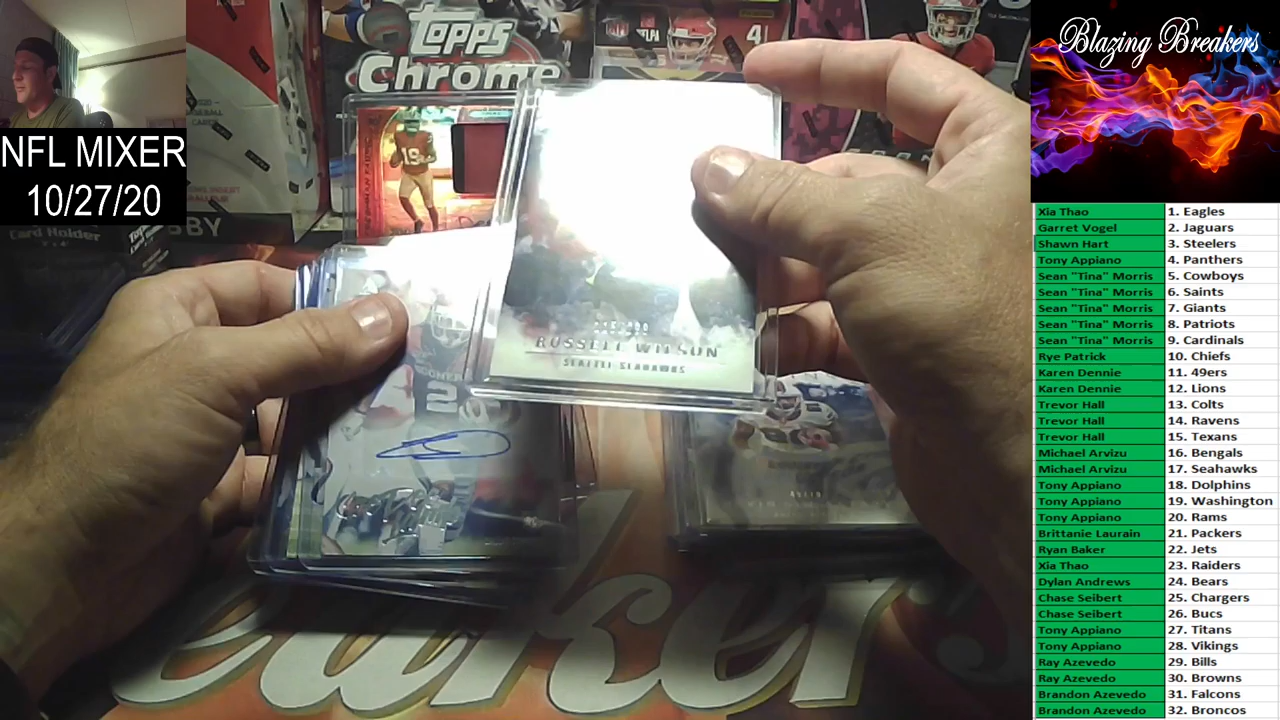 NFL MIXER
10/27/20
Topps
Chrome
NFL
4
BBY
Card Holder
19
RUSSELL WILSON
SEATTLE SEAHAWKS
Blazing Breakers
Xia Thao 1. Eagles
Garret Vogel 2. Jaguars
Shawn Hart 3. Steelers
Tony Appiano 4. Panthers
Sean "Tina" Morris 5. Cowboys
Sean "Tina" Morris 6. Saints
Sean "Tina" Morris 7. Giants
Sean "Tina" Morris 8. Patriots
Sean "Tina" Morris 9. Cardinals
Rye Patrick 10. Chiefs
Karen Dennie 11. 49ers
Karen Dennie 12. Lions
Trevor Hall 13. Colts
Trevor Hall 14. Ravens
Trevor Hall 15. Texans
Michael Arvizu 16. Bengals
Michael Arvizu 17. Seahawks
Tony Appiano 18. Dolphins
Tony Appiano 19. Washington
Tony Appiano 20. Rams
Brittanie Laurain 21. Packers
Ryan Baker 22. Jets
Xia Thao 23. Raiders
Dylan Andrews 24. Bears
Chase Seibert 25. Chargers
Chase Seibert 26. Bucs
Tony Appiano 27. Titans
Tony Appiano 28. Vikings
Ray Azevedo 29. Bills
Ray Azevedo 30. Browns
Brandon Azevedo 31. Falcons
Brandon Azevedo 32. Broncos